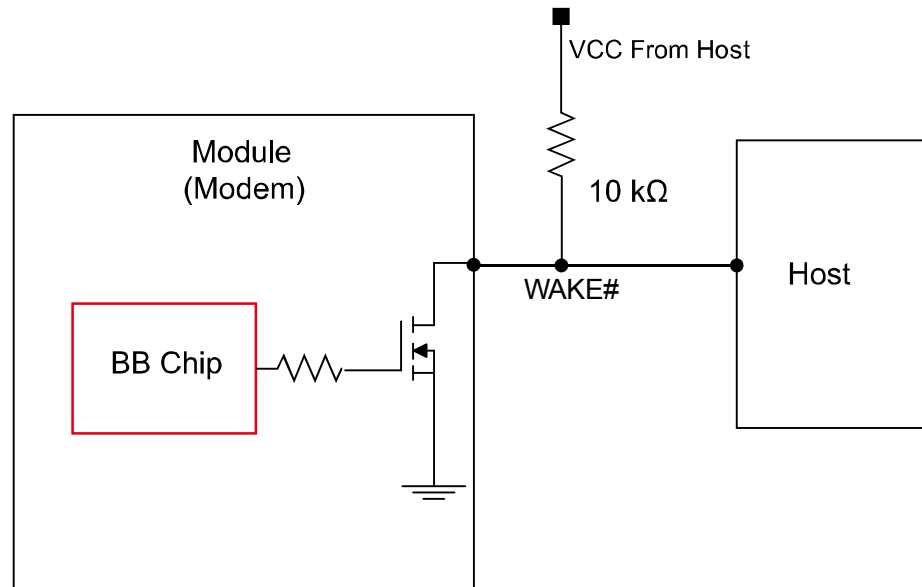 VCC From Host
Module
(Modem)
10 kΩ
WAKE#
Host
BB Chip